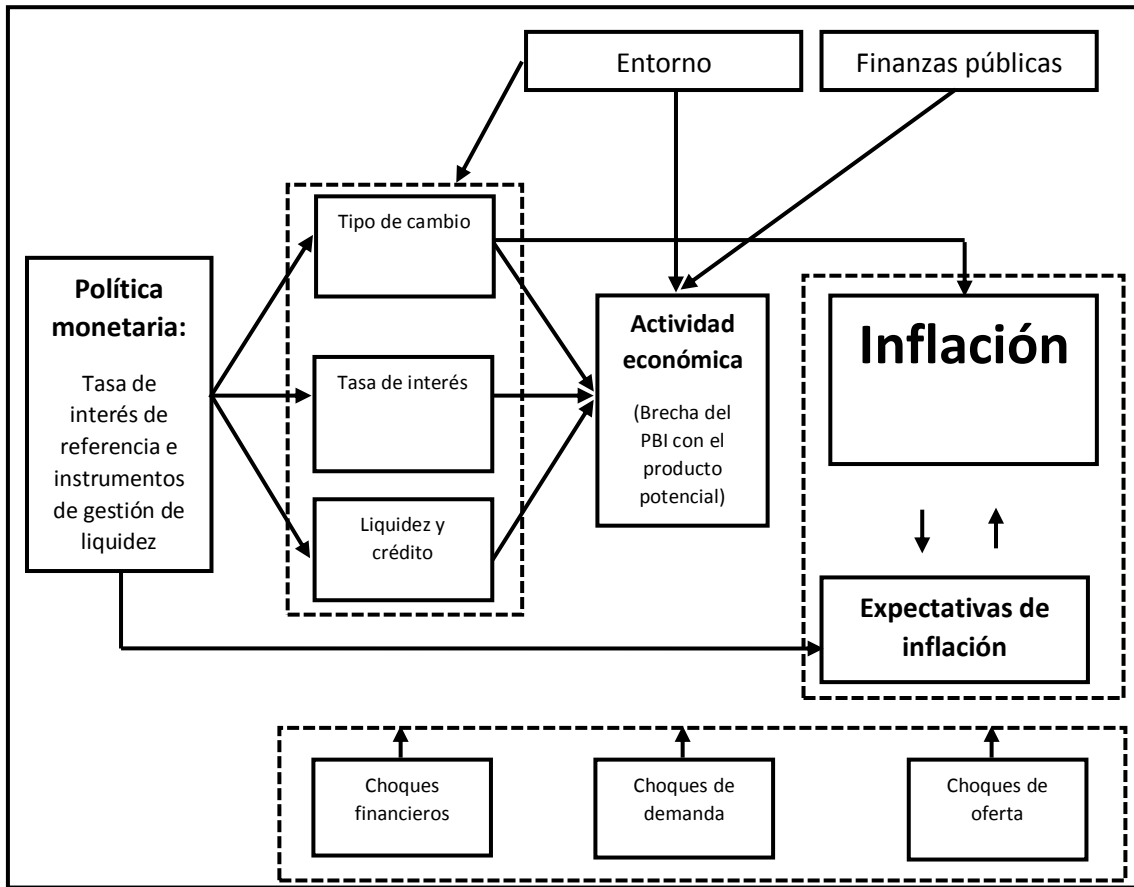 Entorno
Finanzas públicas
Tipo de cambio
Política
monetaria:
Tasa de
interés de
referencia e
instrumentos
de gestión de
liquidez
Tasa de interés
Liquidez y
crédito
Actividad
económica
(Brecha del
PBI con el
producto
potencial)
Inflación
Expectativas de
inflación
Choques
financieros
Choques de
demanda
Choques de
oferta